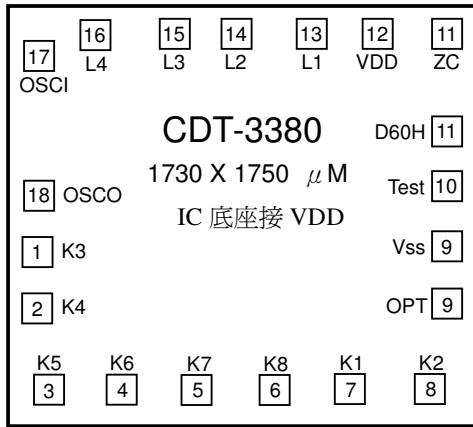 16 15 14 13 12 11
17 L4 L3 L2 L1 VDD ZC
OSCI
CDT-3380 D60H 11
1730 X 1750 μM Test 10
18 OSCO
IC 底座接 VDD
1 K3 Vss 9
2 K4 OPT 9
K5 K6 K7 K8 K1 K2
3 4 5 6 7 8